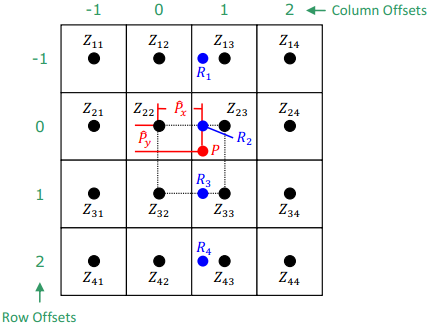 -1 0 1 2 Column Offsets
Z₁₁ Z₁₂ Z₁₃ Z₁₄
-1
R₁
Z₂₁ Z₂₂ P̂ₓ Z₂₃ Z₂₄
0
P̂ᵧ R₂
P
R₃
1
Z₃₁ Z₃₂ Z₃₃ Z₃₄
R₄
2
Z₄₁ Z₄₂ Z₄₃ Z₄₄
Row Offsets